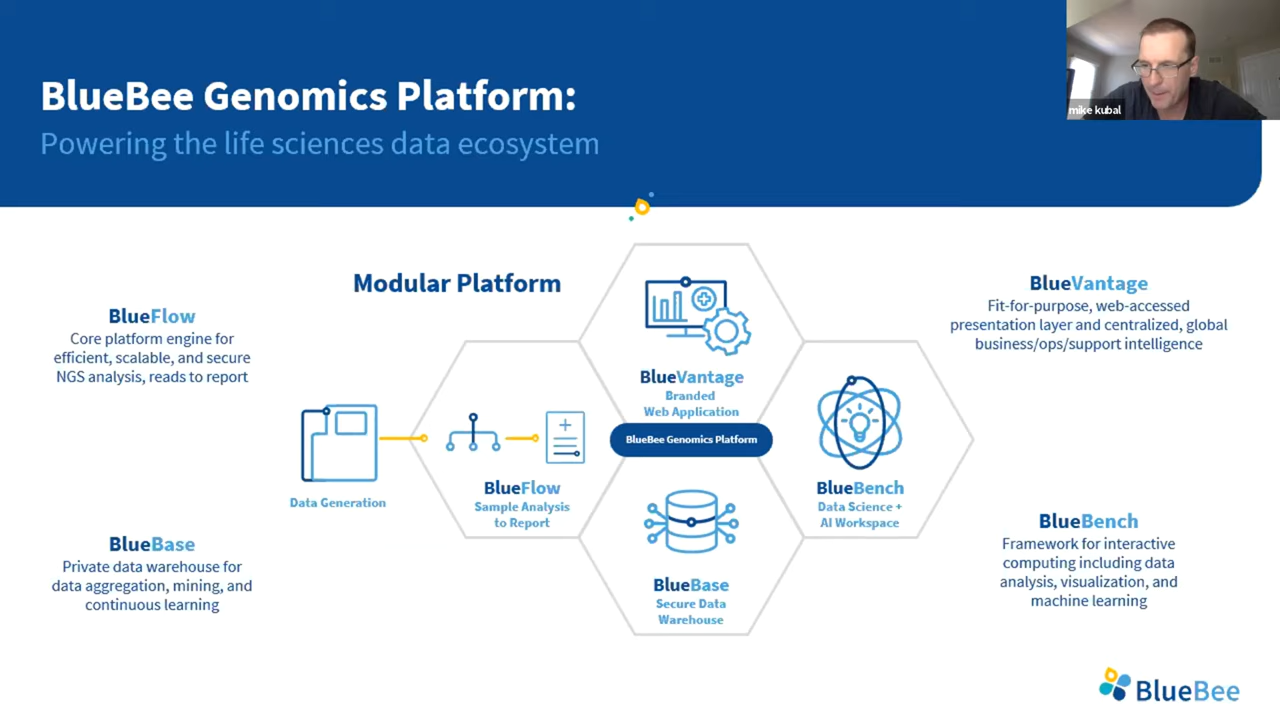 BlueBee Genomics Platform:
Powering the life sciences data ecosystem
mike kubal
Modular Platform
BlueFlow
Core platform engine for
efficient, scalable, and secure
NGS analysis, reads to report
BlueVantage
Fit-for-purpose, web-accessed
presentation layer and centralized, global
business/ops/support intelligence
BlueVantage
Branded
Web Application
BlueBee Genomics Platform
Data Generation
BlueFlow
Sample Analysis
to Report
BlueBench
Data Science +
AI Workspace
BlueBase
Secure Data
Warehouse
BlueBase
Private data warehouse for
data aggregation, mining, and
continuous learning
BlueBench
Framework for interactive
computing including data
analysis, visualization, and
machine learning
BlueBee